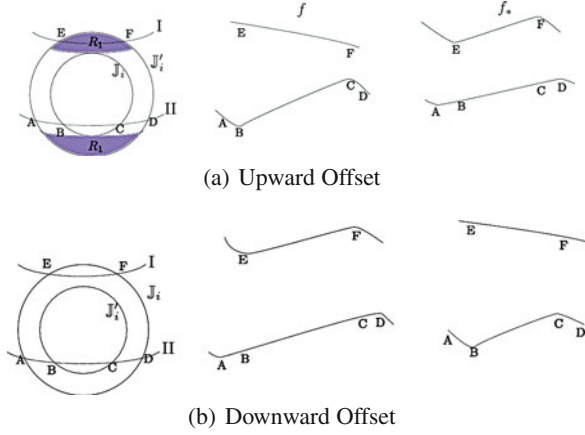 f f∗
E F I
R₁
𝕁ᵢ 𝕁′ᵢ
A B C D II
R₁
E F
A B C D
E F
A B C D
(a) Upward Offset
E F I
𝕁ᵢ
𝕁′ᵢ
A B C D II
E F
A B C D
E F
A B C D
(b) Downward Offset